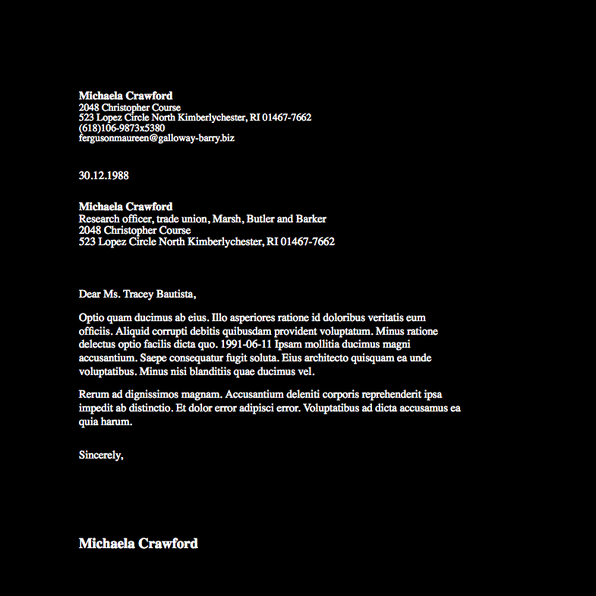 Michaela Crawford
2048 Christopher Course
523 Lopez Circle North Kimberlychester, RI 01467-7662
(618)106-9873x5380
fergusonmaureen@galloway-barry.biz
30.12.1988
Michaela Crawford
Research officer, trade union, Marsh, Butler and Barker
2048 Christopher Course
523 Lopez Circle North Kimberlychester, RI 01467-7662
Dear Ms. Tracey Bautista,
Optio quam ducimus ab eius. Illo asperiores ratione id doloribus veritatis eum
officiis. Aliquid corrupti debitis quibusdam provident voluptatum. Minus ratione
delectus optio facilis dicta quo. 1991-06-11 Ipsam mollitia ducimus magni
accusantium. Saepe consequatur fugit soluta. Eius architecto quisquam ea unde
voluptatibus. Minus nisi blanditiis quae ducimus vel.
Rerum ad dignissimos magnam. Accusantium deleniti corporis reprehenderit ipsa
impedit ab distinctio. Et dolor error adipisci error. Voluptatibus ad dicta accusamus ea
quia harum.
Sincerely,
Michaela Crawford